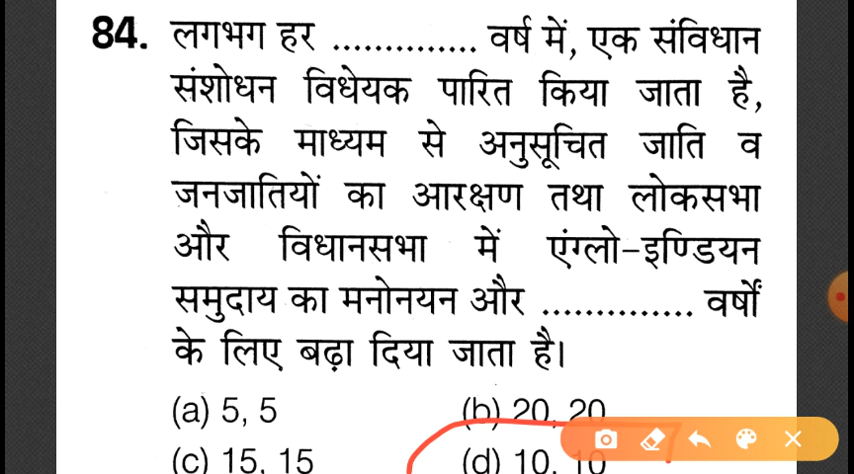 84. लगभग हर ............... वर्ष में, एक संविधान
संशोधन विधेयक पारित किया जाता है,
जिसके माध्यम से अनुसूचित जाति व
जनजातियों का आरक्षण तथा लोकसभा
और विधानसभा में एंग्लो-इण्डियन
समुदाय का मनोनयन और ............... वर्षों
के लिए बढ़ा दिया जाता है।
(a) 5, 5 (b) 20, 20
(c) 15, 15 (d) 10, 10